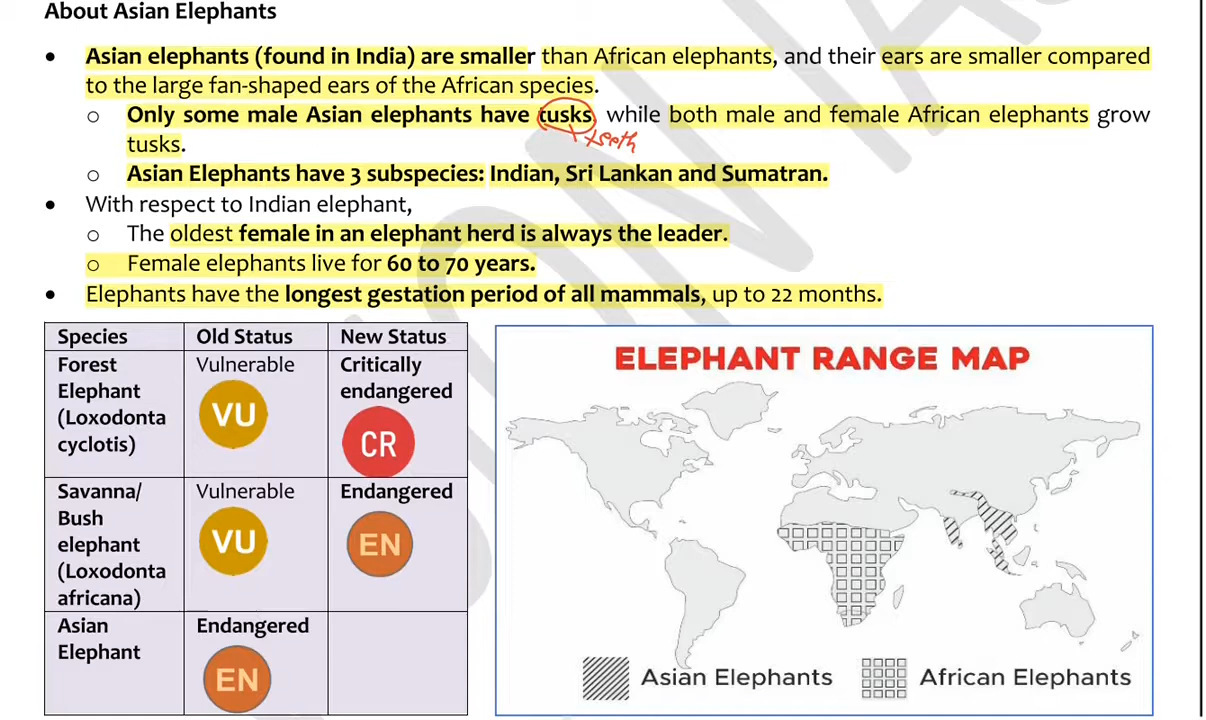 About Asian Elephants
• Asian elephants (found in India) are smaller than African elephants, and their ears are smaller compared
to the large fan-shaped ears of the African species.
o Only some male Asian elephants have tusks, while both male and female African elephants grow
teeth
tusks.
o Asian Elephants have 3 subspecies: Indian, Sri Lankan and Sumatran.
• With respect to Indian elephant,
o The oldest female in an elephant herd is always the leader.
o Female elephants live for 60 to 70 years.
• Elephants have the longest gestation period of all mammals, up to 22 months.
Species Old Status New Status
Forest Vulnerable Critically
Elephant endangered
(Loxodonta VU CR
cyclotis)
Savanna/ Vulnerable Endangered
Bush
elephant VU EN
(Loxodonta
africana)
Asian Endangered
Elephant
EN
ELEPHANT RANGE MAP
Asian Elephants African Elephants